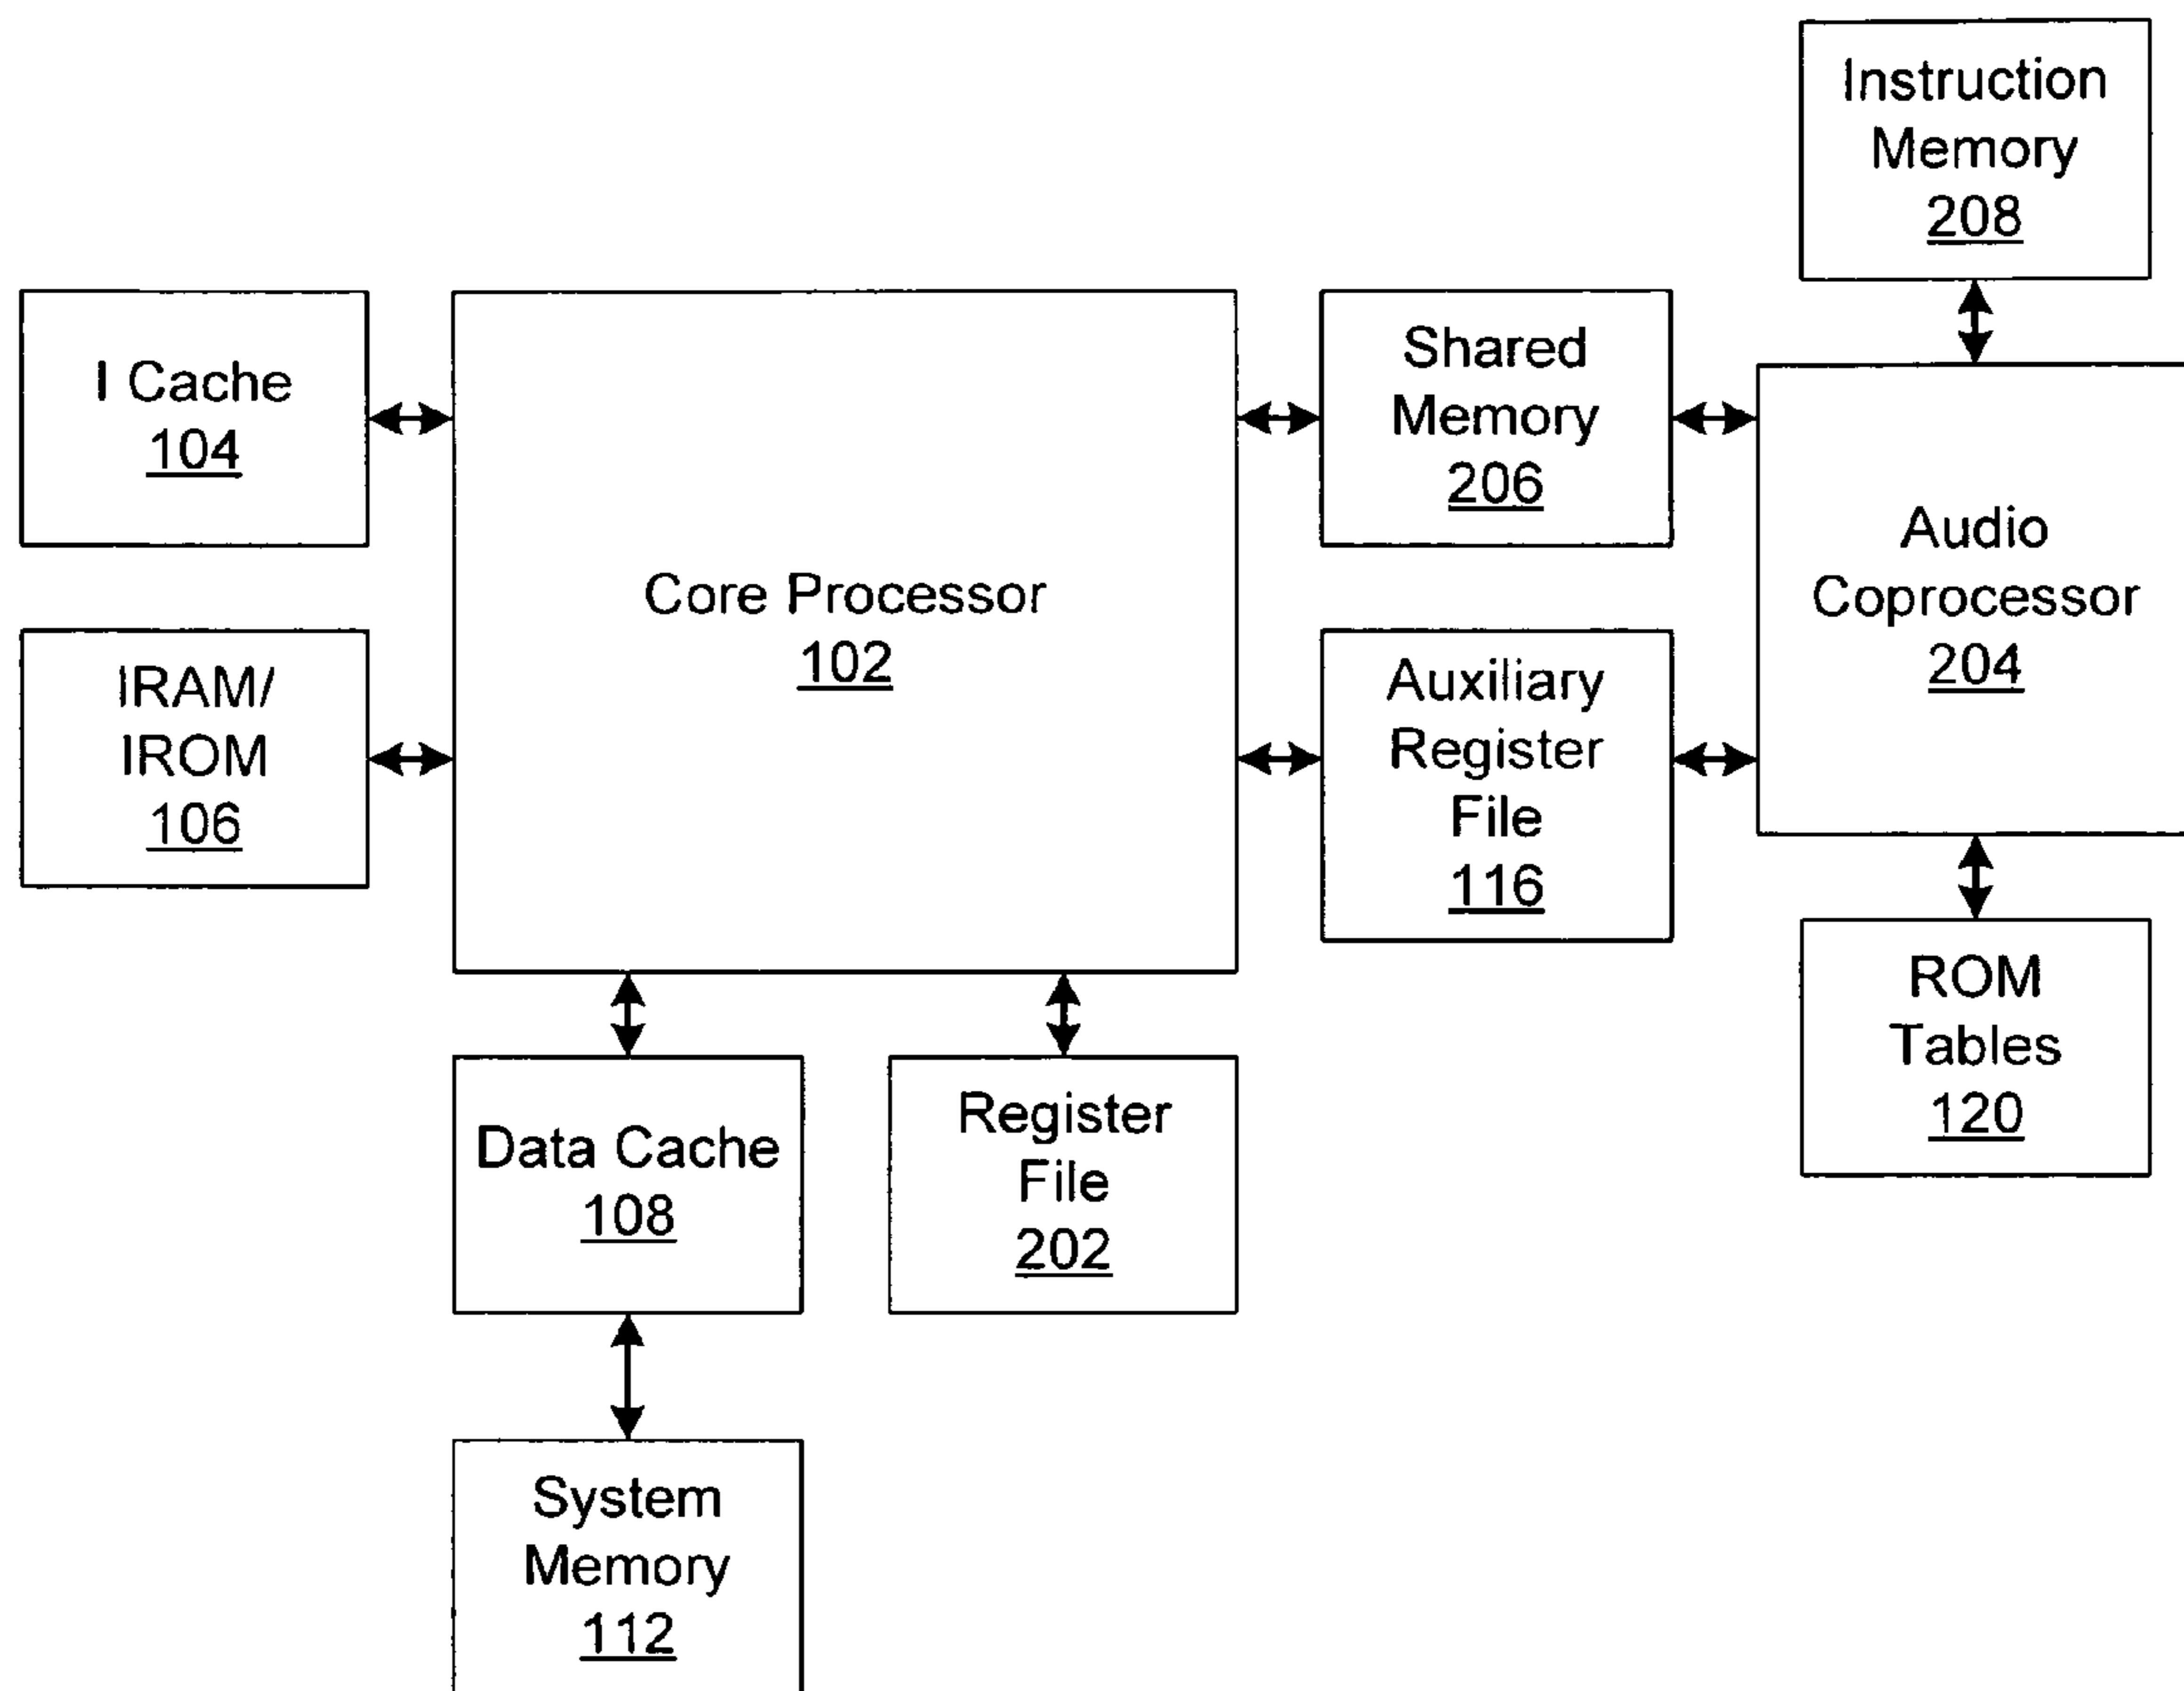 Instruction
Memory
208
I Cache
104
Core Processor
102
Shared
Memory
206
Audio
Coprocessor
204
IRAM/
IROM
106
Auxiliary
Register
File
116
ROM
Tables
120
Data Cache
108
Register
File
202
System
Memory
112